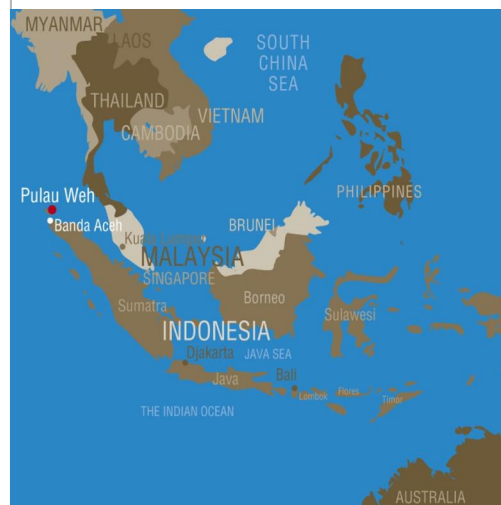 MYANMAR
LAOS
SOUTH
CHINA
SEA
THAILAND
VIETNAM
CAMBODIA
PHILIPPINES
Pulau Weh
Banda Aceh
BRUNEI
Kuala Lumpur
MALAYSIA
SINGAPORE
Borneo
Sumatra
Sulawesi
INDONESIA
Djakarta
JAVA SEA
Java
Bali
Lombok
Flores
Timor
THE INDIAN OCEAN
AUSTRALIA